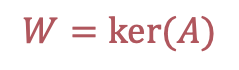 W = ker(A)